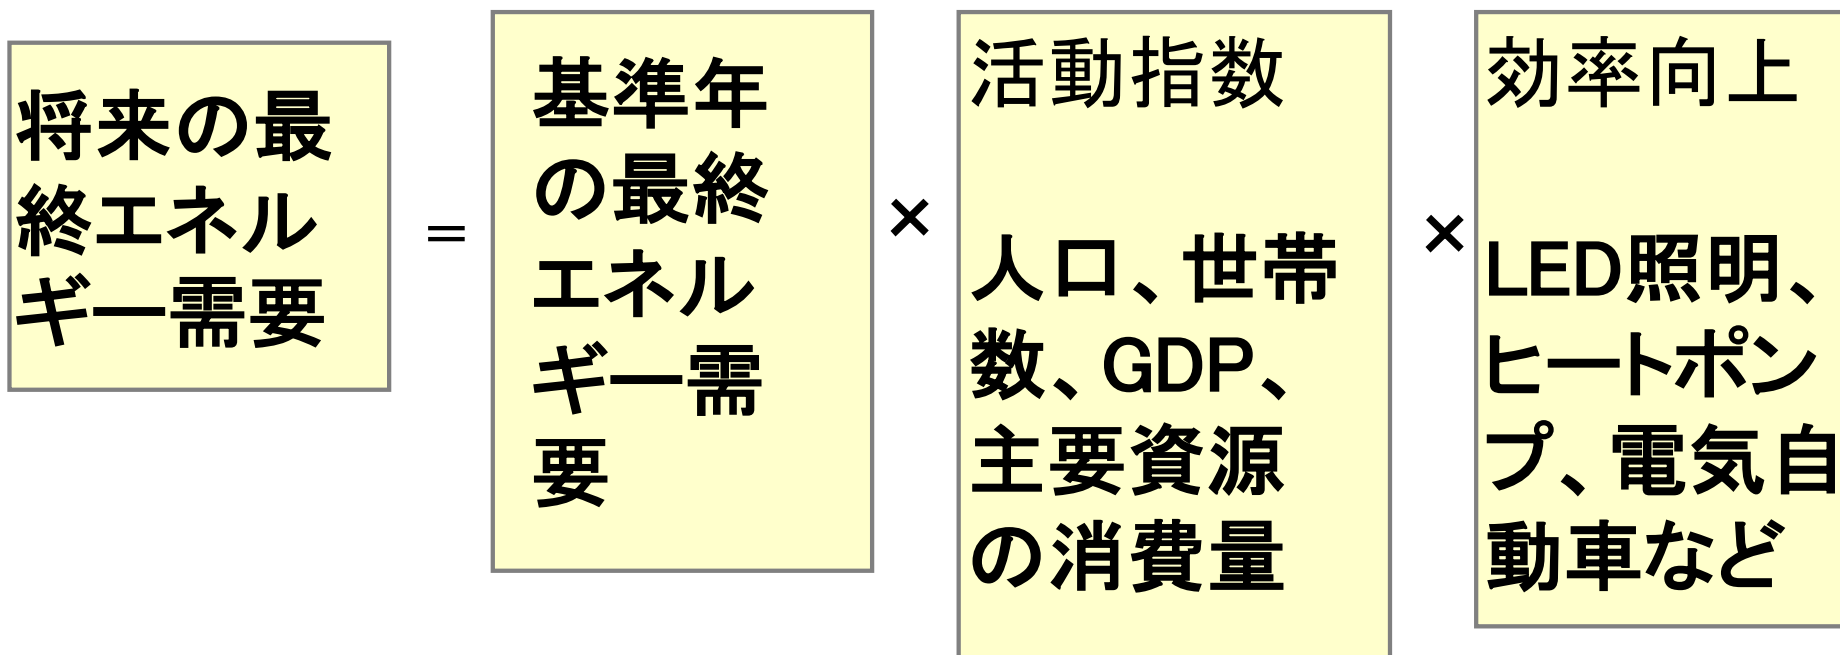 将来の最
終エネル
ギー需要
＝
基準年
の最終
エネル
ギー需
要
×
活動指数
人口、世帯
数、GDP、
主要資源
の消費量
×
効率向上
LED照明、
ヒートポン
プ、電気自
動車など